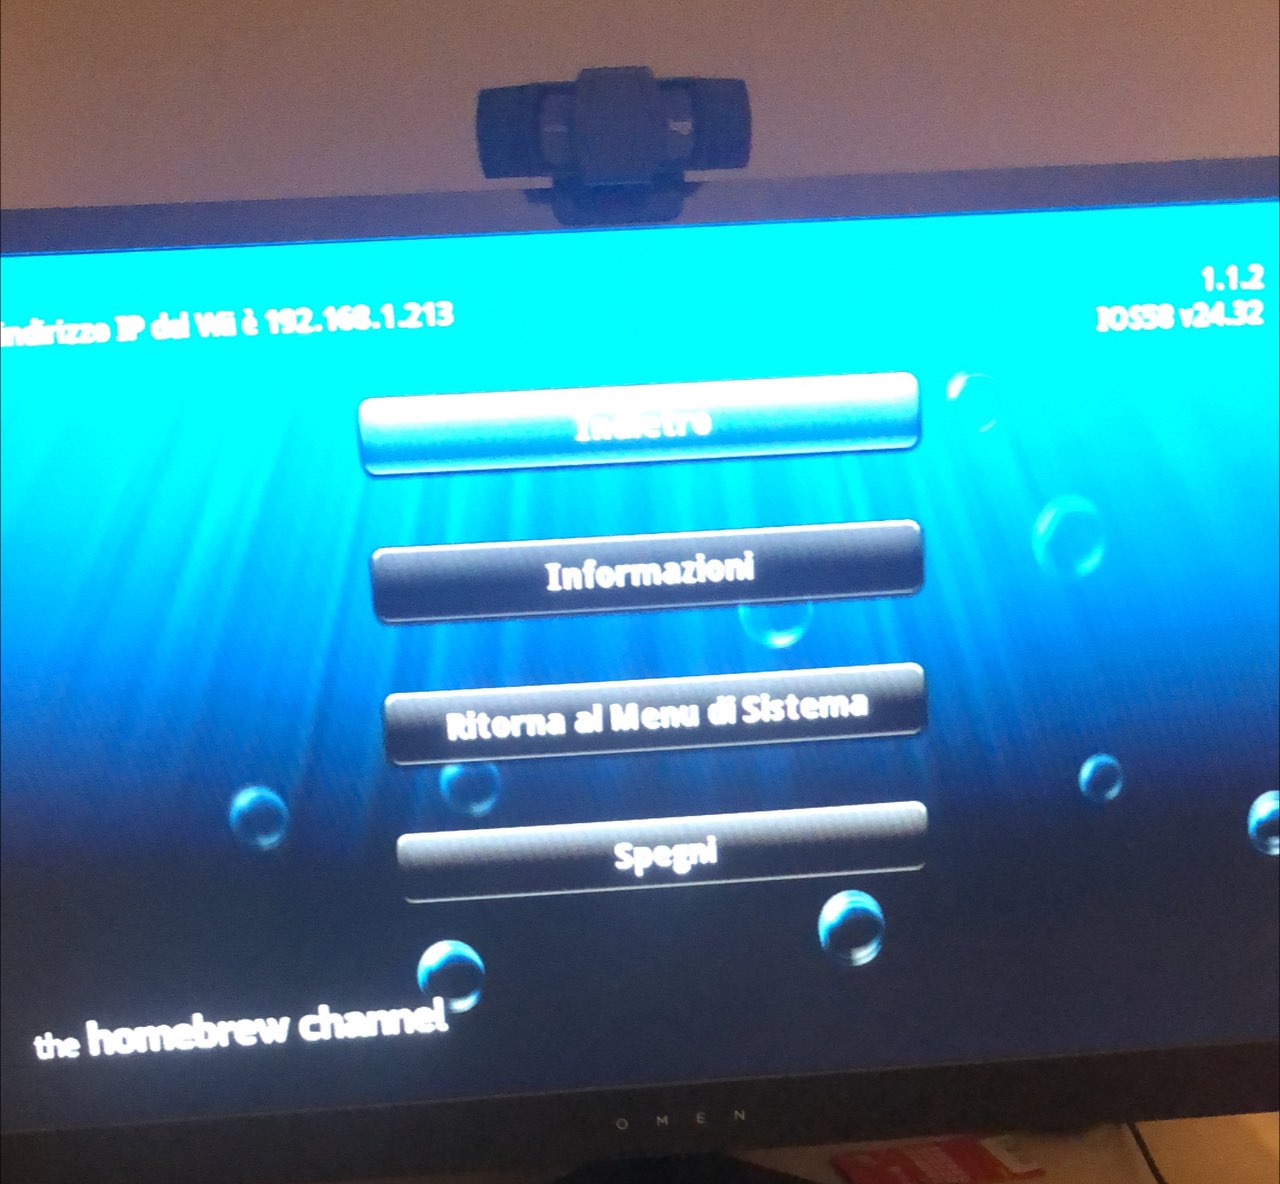 indirizzo IP del Wii è 192.168.1.213
1.1.2
IOS58 v24.32
Indietro
Informazioni
Ritorna al Menu di Sistema
Spegni
the homebrew channel
OMEN